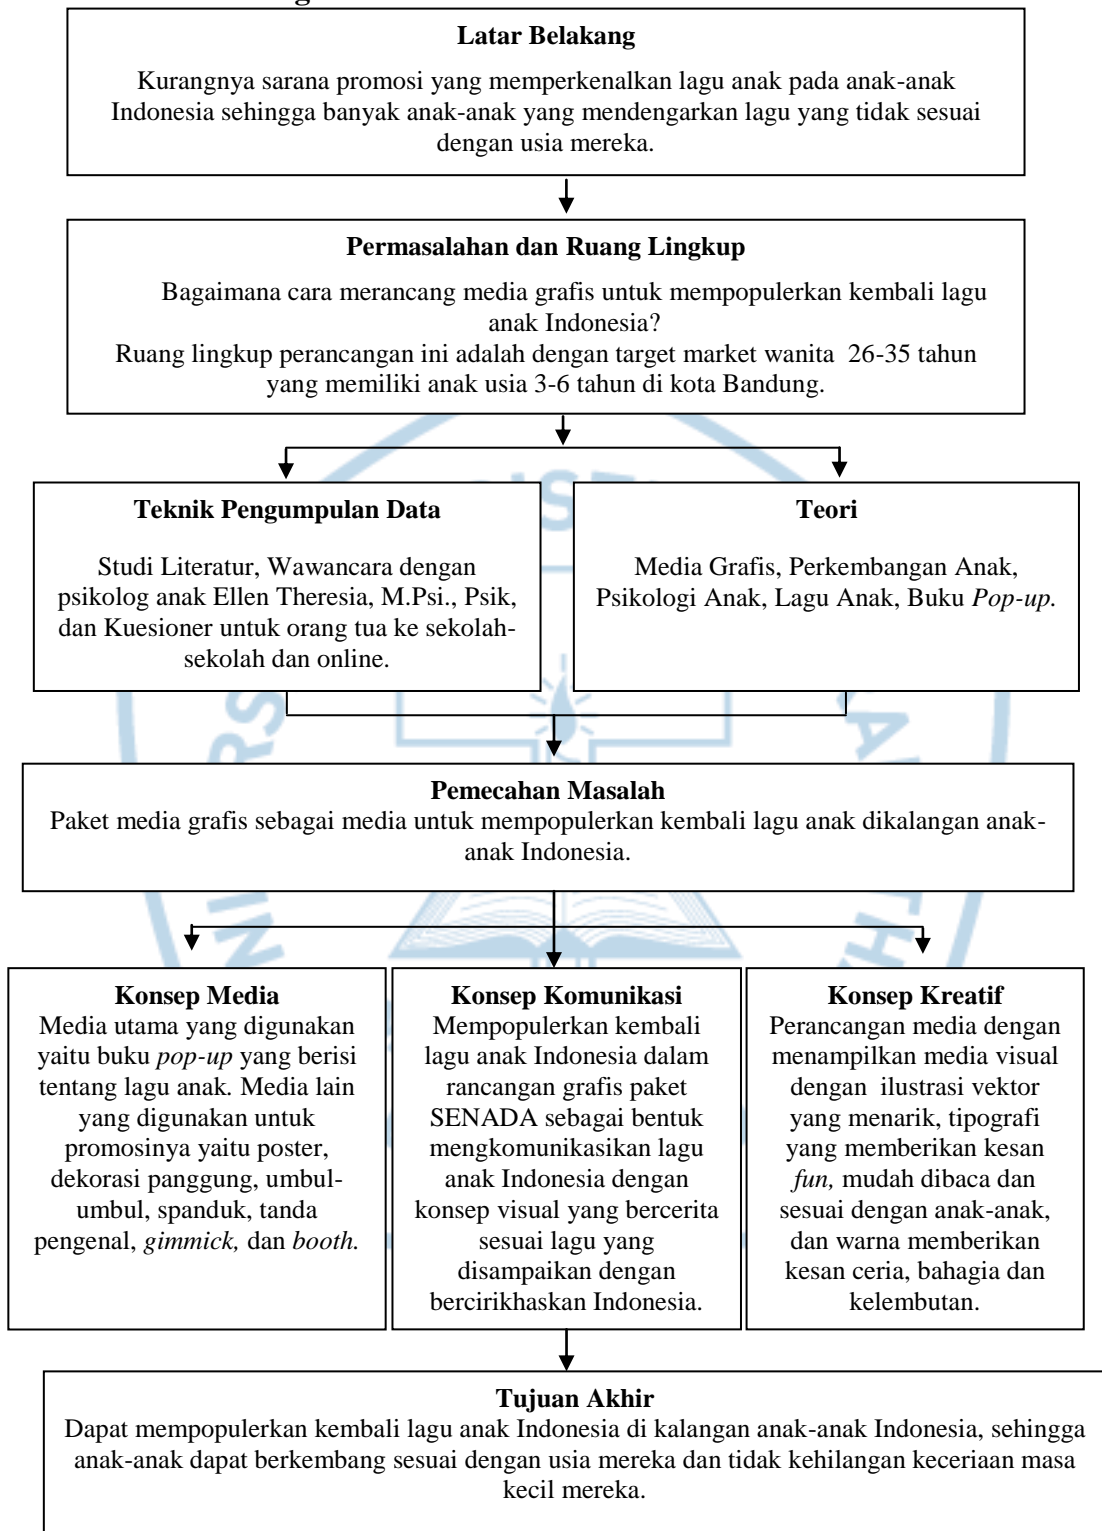 Latar Belakang
Kurangnya sarana promosi yang memperkenalkan lagu anak pada anak-anak
Indonesia sehingga banyak anak-anak yang mendengarkan lagu yang tidak sesuai
dengan usia mereka.
Permasalahan dan Ruang Lingkup
Bagaimana cara merancang media grafis untuk mempopulerkan kembali lagu
anak Indonesia?
Ruang lingkup perancangan ini adalah dengan target market wanita 26-35 tahun
yang memiliki anak usia 3-6 tahun di kota Bandung.
Teknik Pengumpulan Data
Studi Literatur, Wawancara dengan
psikolog anak Ellen Theresia, M.Psi., Psik,
dan Kuesioner untuk orang tua ke sekolah-
sekolah dan online.
Teori
Media Grafis, Perkembangan Anak,
Psikologi Anak, Lagu Anak, Buku Pop-up.
Pemecahan Masalah
Paket media grafis sebagai media untuk mempopulerkan kembali lagu anak dikalangan anak-
anak Indonesia.
Konsep Media
Media utama yang digunakan
yaitu buku pop-up yang berisi
tentang lagu anak. Media lain
yang digunakan untuk
promosinya yaitu poster,
dekorasi panggung, umbul-
umbul, spanduk, tanda
pengenal, gimmick, dan booth.
Konsep Komunikasi
Mempopulerkan kembali
lagu anak Indonesia dalam
rancangan grafis paket
SENADA sebagai bentuk
mengkomunikasikan lagu
anak Indonesia dengan
konsep visual yang bercerita
sesuai lagu yang
disampaikan dengan
bercirikhaskan Indonesia.
Konsep Kreatif
Perancangan media dengan
menampilkan media visual
dengan ilustrasi vektor
yang menarik, tipografi
yang memberikan kesan
fun, mudah dibaca dan
sesuai dengan anak-anak,
dan warna memberikan
kesan ceria, bahagia dan
kelembutan.
Tujuan Akhir
Dapat mempopulerkan kembali lagu anak Indonesia di kalangan anak-anak Indonesia, sehingga
anak-anak dapat berkembang sesuai dengan usia mereka dan tidak kehilangan keceriaan masa
kecil mereka.